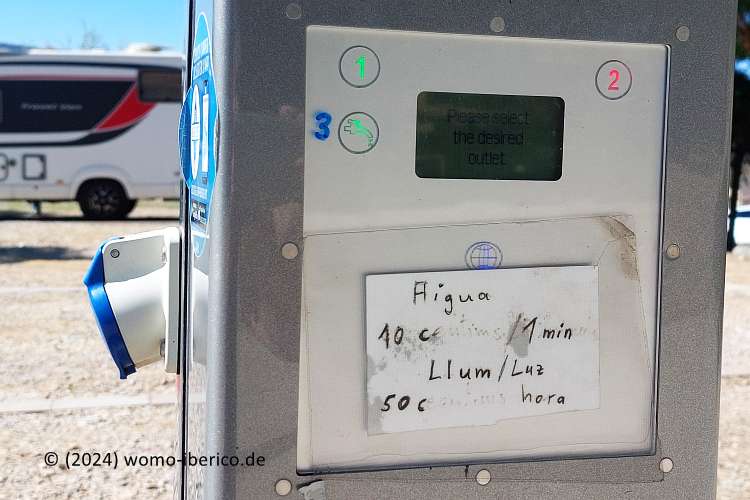 1
2
3
Please select
the desired
outlet
Aigua
10 c /1 min
Llum/Luz
50 c hora
© (2024) womo-iberico.de